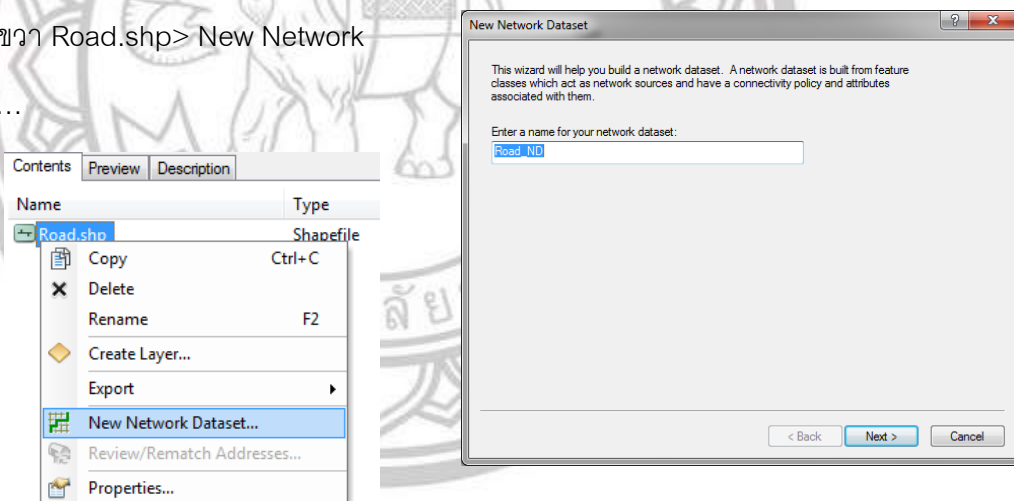 ขวา Road.shp> New Network
…
Contents Preview Description
Name Type
Road.shp Shapefile
Copy Ctrl+C
Delete
Rename F2
Create Layer...
Export
New Network Dataset...
Review/Rematch Addresses...
Properties...
New Network Dataset
This wizard will help you build a network dataset. A network dataset is built from feature
classes which act as network sources and have a connectivity policy and attributes
associated with them.
Enter a name for your network dataset:
Road_ND
< Back Next > Cancel